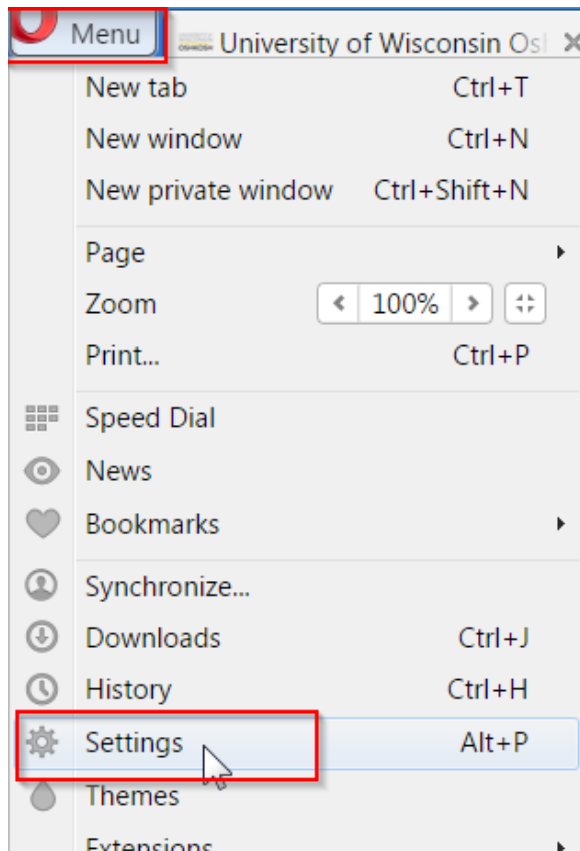 Menu University of Wisconsin Osl
New tab Ctrl+T
New window Ctrl+N
New private window Ctrl+Shift+N
Page
Zoom 100%
Print... Ctrl+P
Speed Dial
News
Bookmarks
Synchronize...
Downloads Ctrl+J
History Ctrl+H
Settings Alt+P
Themes
Extensions